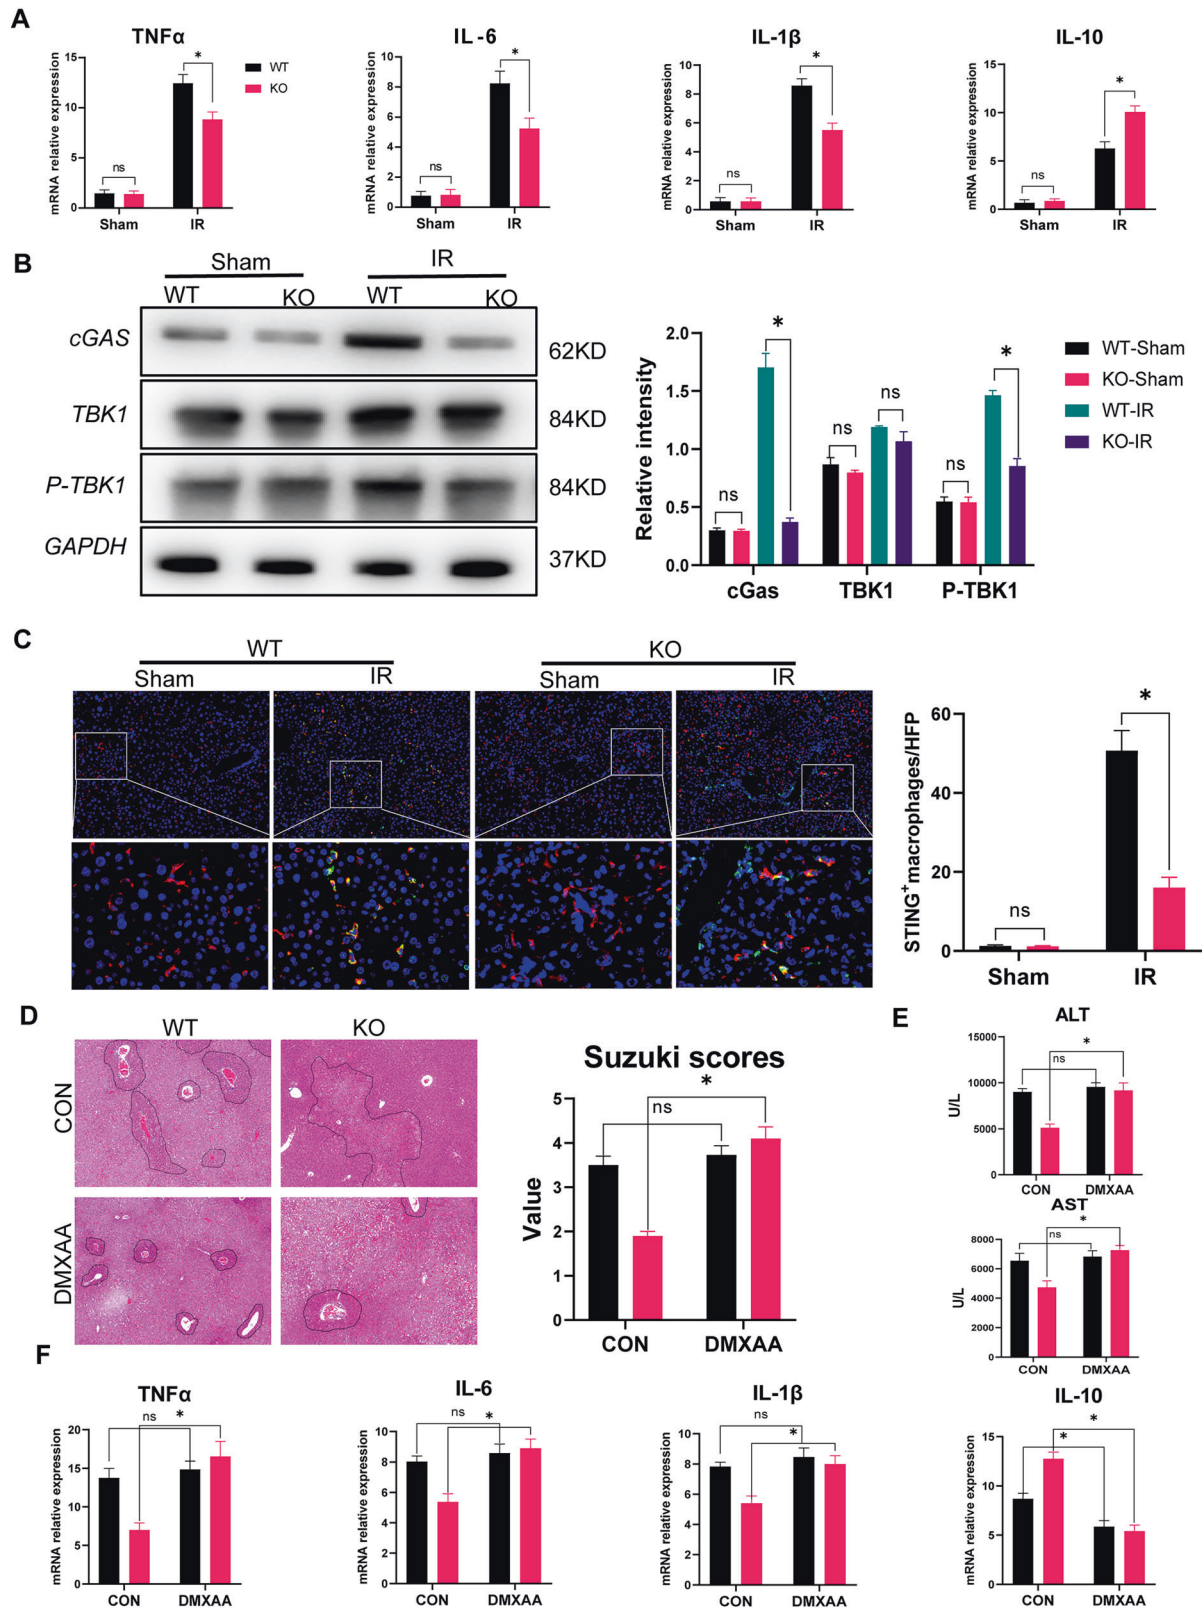 A
TNFα
mRNA relative expression
15
10
5
0
*
ns
Sham
IR
WT
KO
IL-6
mRNA relative expression
10
8
6
4
2
0
*
ns
Sham
IR
IL-1β
mRNA relative expression
10
8
6
4
2
0
*
ns
Sham
IR
IL-10
mRNA relative expression
15
10
5
0
*
ns
Sham
IR
B
Sham
IR
WT
KO
WT
KO
cGAS
62KD
TBK1
84KD
P-TBK1
84KD
GAPDH
37KD
Relative intensity
2.0
1.5
1.0
0.5
0.0
ns
*
ns
ns
ns
*
cGas
TBK1
P-TBK1
WT-Sham
KO-Sham
WT-IR
KO-IR
C
WT
KO
Sham
IR
Sham
IR
STING+macrophages/HFP
60
40
20
0
ns
*
Sham
IR
D
WT
KO
CON
DMXAA
Suzuki scores
Value
5
4
3
2
1
0
ns
*
CON
DMXAA
E
ALT
U/L
15000
10000
5000
0
ns
*
CON
DMXAA
AST
U/L
8000
6000
4000
2000
0
ns
*
CON
DMXAA
F
TNFα
mRNA relative expression
20
15
10
5
0
ns
*
CON
DMXAA
IL-6
mRNA relative expression
10
8
6
4
2
0
ns
*
CON
DMXAA
IL-1β
mRNA relative expression
10
8
6
4
2
0
ns
*
CON
DMXAA
IL-10
mRNA relative expression
15
10
5
0
*
*
CON
DMXAA